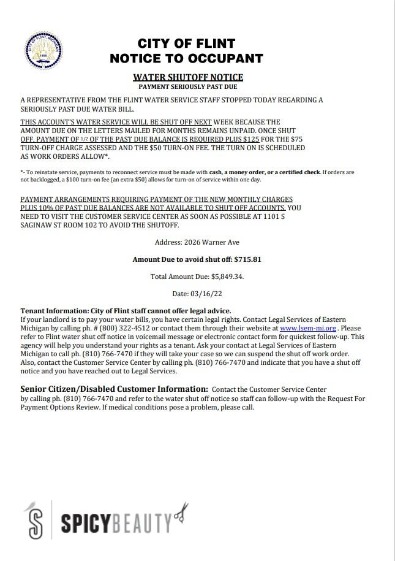 CITY OF FLINT
NOTICE TO OCCUPANT
WATER SHUTOFF NOTICE
PAYMENT SERIOUSLY PAST DUE
A REPRESENTATIVE FROM THE FLINT WATER SERVICE STAFF STOPPED TODAY REGARDING A
SERIOUSLY PAST DUE WATER BILL.
THIS ACCOUNT'S WATER SERVICE WILL BE SHUT OFF NEXT WEEK BECAUSE THE
AMOUNT DUE ON THE LETTERS MAILED FOR MONTHS REMAINS UNPAID. ONCE SHUT
OFF, PAYMENT OF 1/2 OF THE PAST DUE BALANCE IS REQUIRED PLUS $125 FOR THE $75
TURN-OFF CHARGE ASSESSED AND THE $50 TURN-ON FEE. THE TURN ON IS SCHEDULED
AS WORK ORDERS ALLOW*.
*- To reinstate service, payments to reconnect service must be made with cash, a money order, or a certified check. If orders are
not backlogged, a $100 turn-on fee [an extra $50] allows for turn on of service within one day.
PAYMENT ARRANGEMENTS REQUIRING PAYMENT OF THE NEW MONTHLY CHARGES
PLUS 10% OF PAST DUE BALANCES ARE NOT AVAILABLE TO SHUT OFF ACCOUNTS. YOU
NEED TO VISIT THE CUSTOMER SERVICE CENTER AS SOON AS POSSIBLE AT 1101 S
SAGINAW ST ROOM 102 TO AVOID THE SHUTOFF.
Address: 2026 Warner Ave
Amount Due to avoid shut off: $715.81
Total Amount Due: $5,849.34.
Date: 03/16/22
Tenant Information: City of Flint staff cannot offer legal advice.
If your landlord is to pay your water bills, you have certain legal rights. Contact Legal Services of Eastern
Michigan by calling ph. # (800) 322-4512 or contact them through their website at www.lsem-mi.org . Please
refer to Flint water shut off notice in voicemail message or electronic contact form for quickest follow-up. This
agency will help you understand your rights as a tenant. Ask your contact at Legal Services of Eastern
Michigan to call ph. (810) 766-7470 if they will take your case so we can suspend the shut off work order.
Also, contact the Customer Service Center by calling ph. (810) 766-7470 and indicate that you have a shut off
notice and you have reached out to Legal Services.
Senior Citizen/Disabled Customer Information: Contact the Customer Service Center
by calling ph. (810) 766-7470 and refer to the water shut off notice so staff can follow-up with the Request For
Payment Options Review. If medical conditions pose a problem, please call.
SPICYBEAUTY